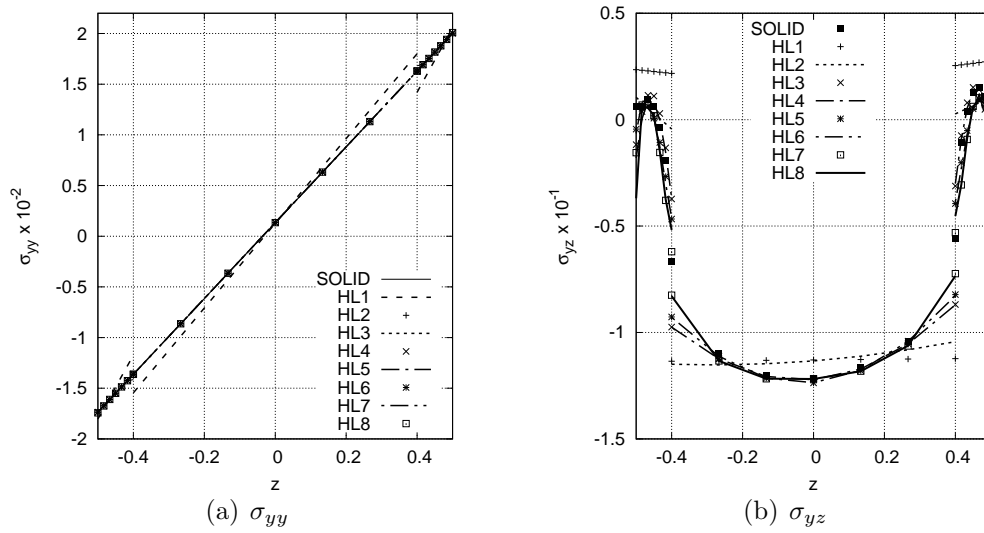 2
1.5
1
0.5
0
-0.5
-1
-1.5
-2
σyy x 10-2
-0.4
-0.2
0
0.2
0.4
z
SOLID
HL1
HL2
HL3
HL4
HL5
HL6
HL7
HL8
(a) σyy
0.5
0
-0.5
-1
-1.5
σyz x 10-1
-0.4
-0.2
0
0.2
0.4
z
SOLID
HL1
HL2
HL3
HL4
HL5
HL6
HL7
HL8
(b) σyz